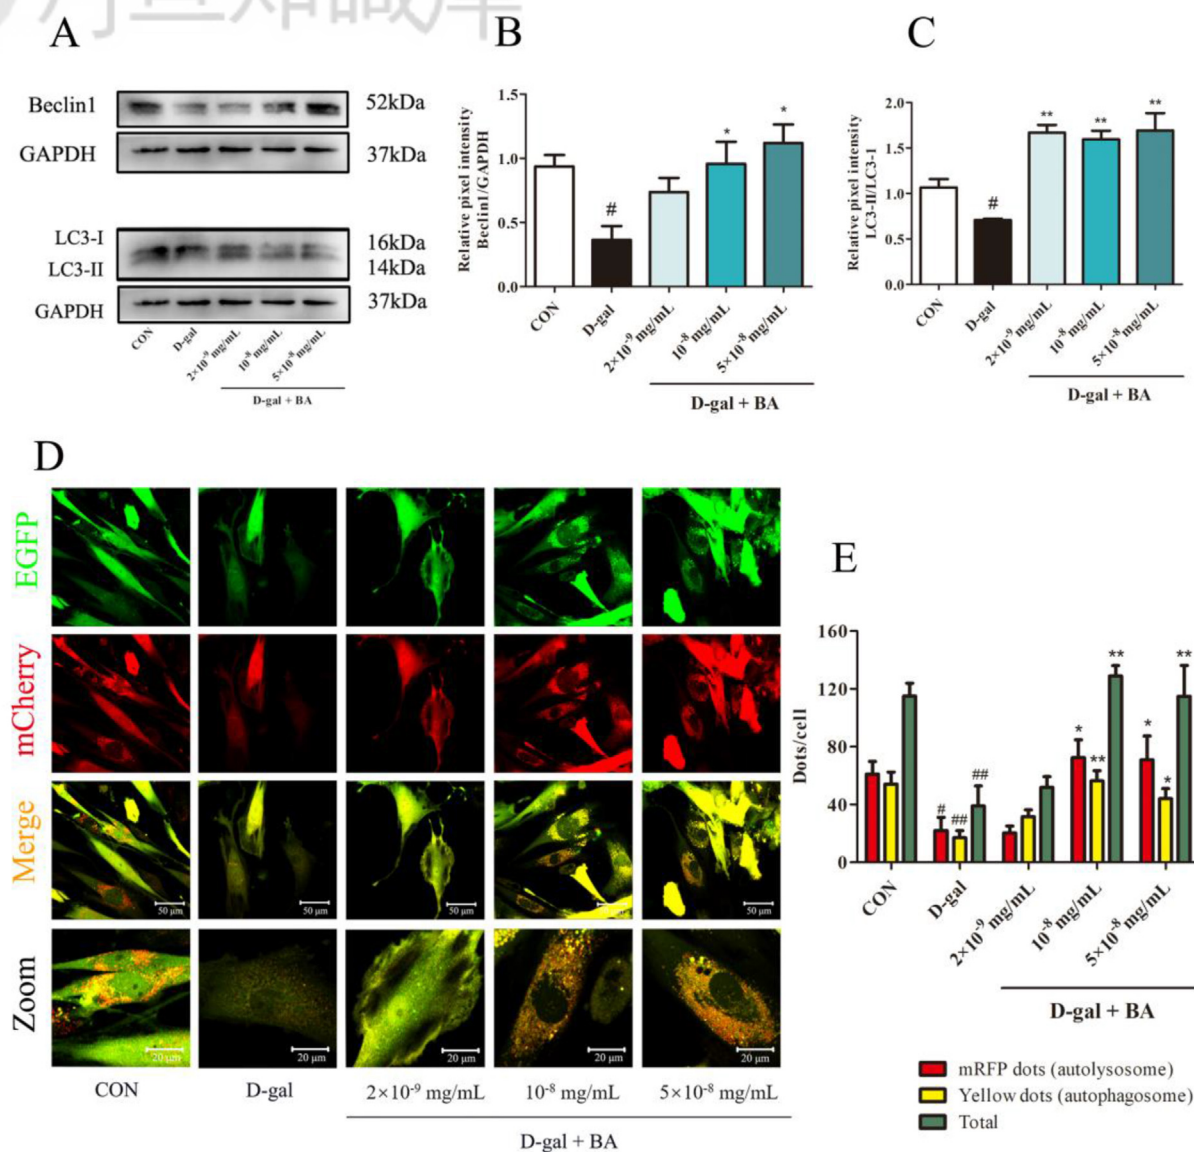 A
Beclin1
52kDa
GAPDH
37kDa
LC3-I
16kDa
LC3-II
14kDa
GAPDH
37kDa
CON
D-gal
2×10⁻⁹ mg/mL
10⁻⁸ mg/mL
5×10⁻⁸ mg/mL
D-gal + BA
B
Relative pixel intensity
Beclin1/GAPDH
1.5
1.0
0.5
0.0
#
*
*
CON
D-gal
2×10⁻⁹ mg/mL
10⁻⁸ mg/mL
5×10⁻⁸ mg/mL
D-gal + BA
C
Relative pixel intensity
LC3-II/LC3-1
2.0
1.5
1.0
0.5
0.0
#
**
**
**
CON
D-gal
2×10⁻⁹ mg/mL
10⁻⁸ mg/mL
5×10⁻⁸ mg/mL
D-gal + BA
D
EGFP
mCherry
Merge
50 μm
50 μm
50 μm
50 μm
Zoom
20 μm
20 μm
20 μm
20 μm
20 μm
CON
D-gal
2×10⁻⁹ mg/mL
10⁻⁸ mg/mL
5×10⁻⁸ mg/mL
D-gal + BA
E
Dots/cell
160
120
80
40
0
#
##
##
*
**
**
*
*
**
CON
D-gal
2×10⁻⁹ mg/mL
10⁻⁸ mg/mL
5×10⁻⁸ mg/mL
D-gal + BA
mRFP dots (autolysosome)
Yellow dots (autophagosome)
Total